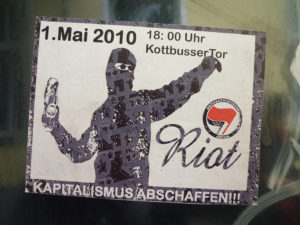 1.Mai 2010
18: 00 Uhr
KottbusserTor
Riot
KAPITALISMUS ABSCHAFFEN!!!